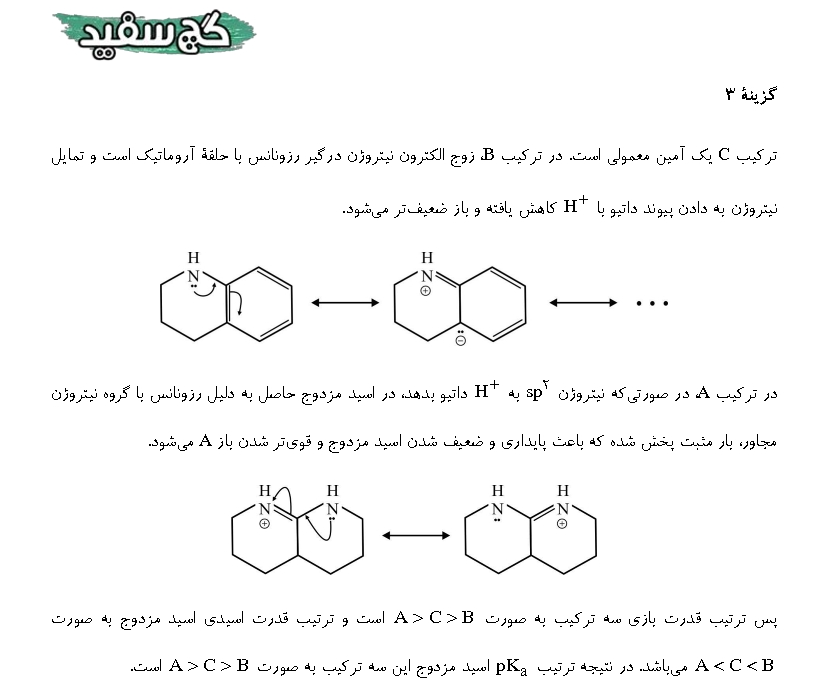 گچ سفید
گزینهٔ ۳
ترکیب C یک آمین معمولی است. در ترکیب B، زوج الکترون نیتروژن درگیر رزونانس با حلقهٔ آروماتیک است و تمایل
نیتروژن به دادن پیوند داتیو با H⁺ کاهش یافته و باز ضعیف‌تر می‌شود.
H H
N N
⊕
⊖
• • •
در ترکیب A، در صورتی‌که نیتروژن sp² به H⁺ داتیو بدهد، در اسید مزدوج حاصل به دلیل رزونانس با گروه نیتروژن
مجاور، بار مثبت پخش شده که باعث پایداری و ضعیف شدن اسید مزدوج و قوی‌تر شدن باز A می‌شود.
H H H H
N N N N
⊕ ⊕
پس ترتیب قدرت بازی سه ترکیب به صورت A > C > B است و ترتیب قدرت اسیدی اسید مزدوج به صورت
A < C < B می‌باشد. در نتیجه ترتیب pKₐ اسید مزدوج این سه ترکیب به صورت A > C > B است.